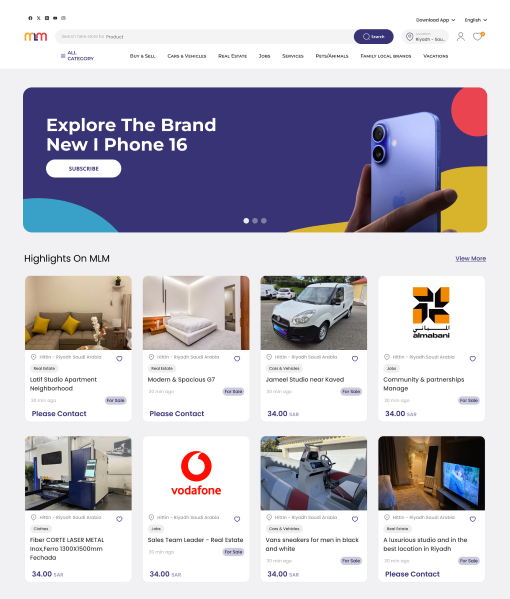 Download App
English
mlm
Search here ideas for Product
Search
Location
Riyadh - Sau...
ALL CATEGORY
BUY & SELL
CARS & VEHICLES
REAL ESTATE
JOBS
SERVICES
PETS/ANIMALS
FAMILY LOCAL BRANDS
VACATIONS
Explore The Brand
New I Phone 16
SUBSCRIBE
Highlights On MLM
View More
Hittin - Riyadh Saudi Arabia
Real Estate
Latif Studio Apartment
Neighborhood
30 min ago
For Sale
Please Contact
Hittin - Riyadh Saudi Arabia
Real Estate
Modern & Spacious G7
30 min ago
For Sale
Please Contact
Hittin - Riyadh Saudi Arabia
Cars & Vehicles
Jameel Studio near Kaved
30 min ago
For Sale
34.00 SAR
المباني
almabani
Hittin - Riyadh Saudi Arabia
Jobs
Community & partnerships
Manage
30 min ago
For Sale
34.00 SAR
Hittin - Riyadh Saudi Arabia
Clothes
Fiber CORTE LASER METAL
Inox,Ferro 1300X1500mm
Fechada
34.00 SAR
vodafone
Hittin - Riyadh Saudi Arabia
Jobs
Sales Team Leader - Real Estate
30 min ago
For Sale
34.00 SAR
Hittin - Riyadh Saudi Arabia
Cars & Vehicles
Vans sneakers for men in black
and white
30 min ago
For Sale
34.00 SAR
Hittin - Riyadh Saudi Arabia
Real Estate
A luxurious studio and in the
best location in Riyadh
30 min ago
For Sale
Please Contact